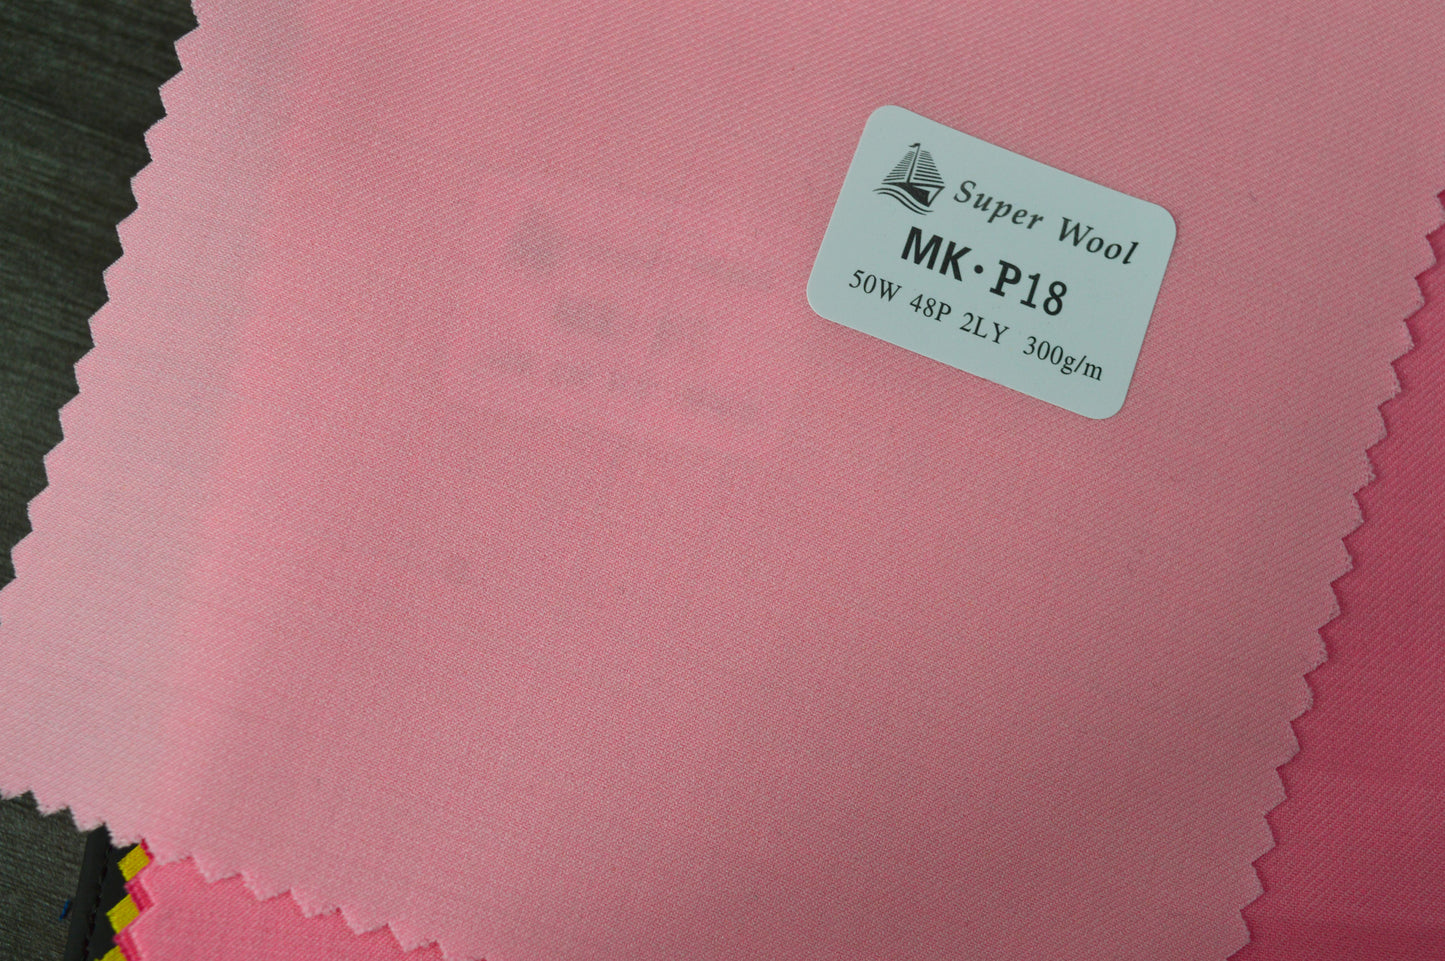 Super Wool
MK·P18
50W 48P 2LY 300g/m